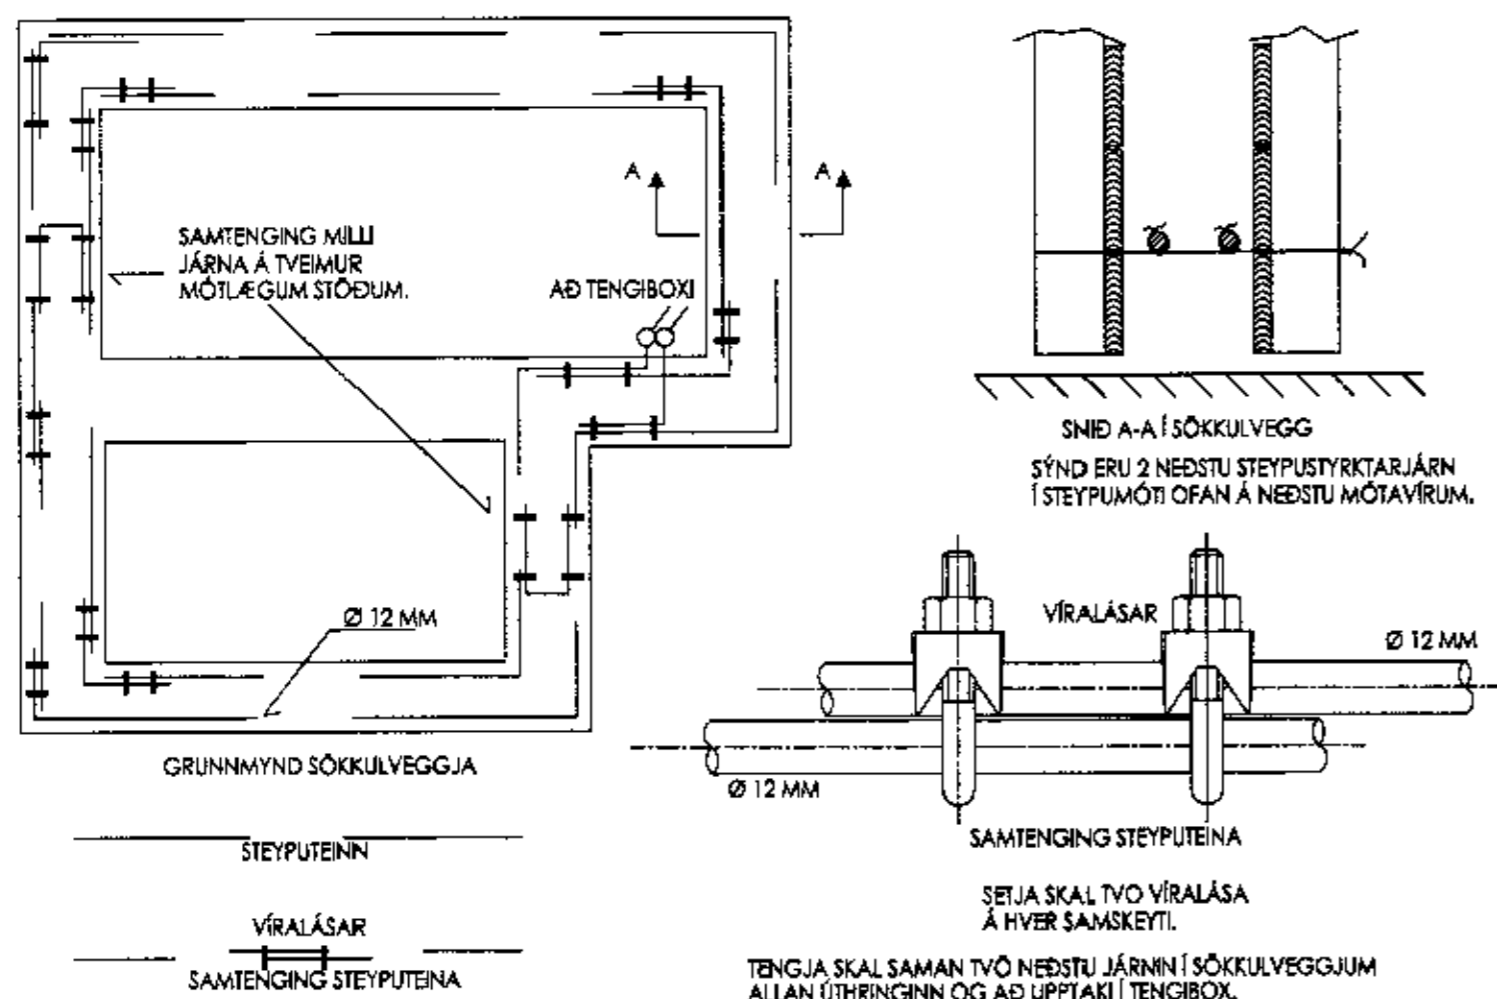 A
A
SAMTENGING MILLI
JÁRNA Á TVEIMUR
MÓTLÆGUM STÖÐUM.
AÐ TENGIBOXI
Ø 12 MM
GRUNNMYND SÖKKULVEGGJA
STEYPUTEINN
VÍRALÁSAR
SAMTENGING STEYPUTEINA
SNIÐ A-A Í SÖKKULVEGG
SÝND ERU 2 NEÐSTU STEYPUSTYRKTARJÁRN
Í STEYPUMÓTI OFAN Á NEÐSTU MÓTAVÍRUM.
VÍRALÁSAR
Ø 12 MM
Ø 12 MM
SAMTENGING STEYPUTEINA
SETJA SKAL TVO VÍRALÁSA
Á HVER SAMSKEYTI.
TENGJA SKAL SAMAN TVÖ NEÐSTU JÁRNIN Í SÖKKULVEGGJUM
ALLAN ÚTHRINGINN OG AÐ UPPTAKI Í TENGIBOX.